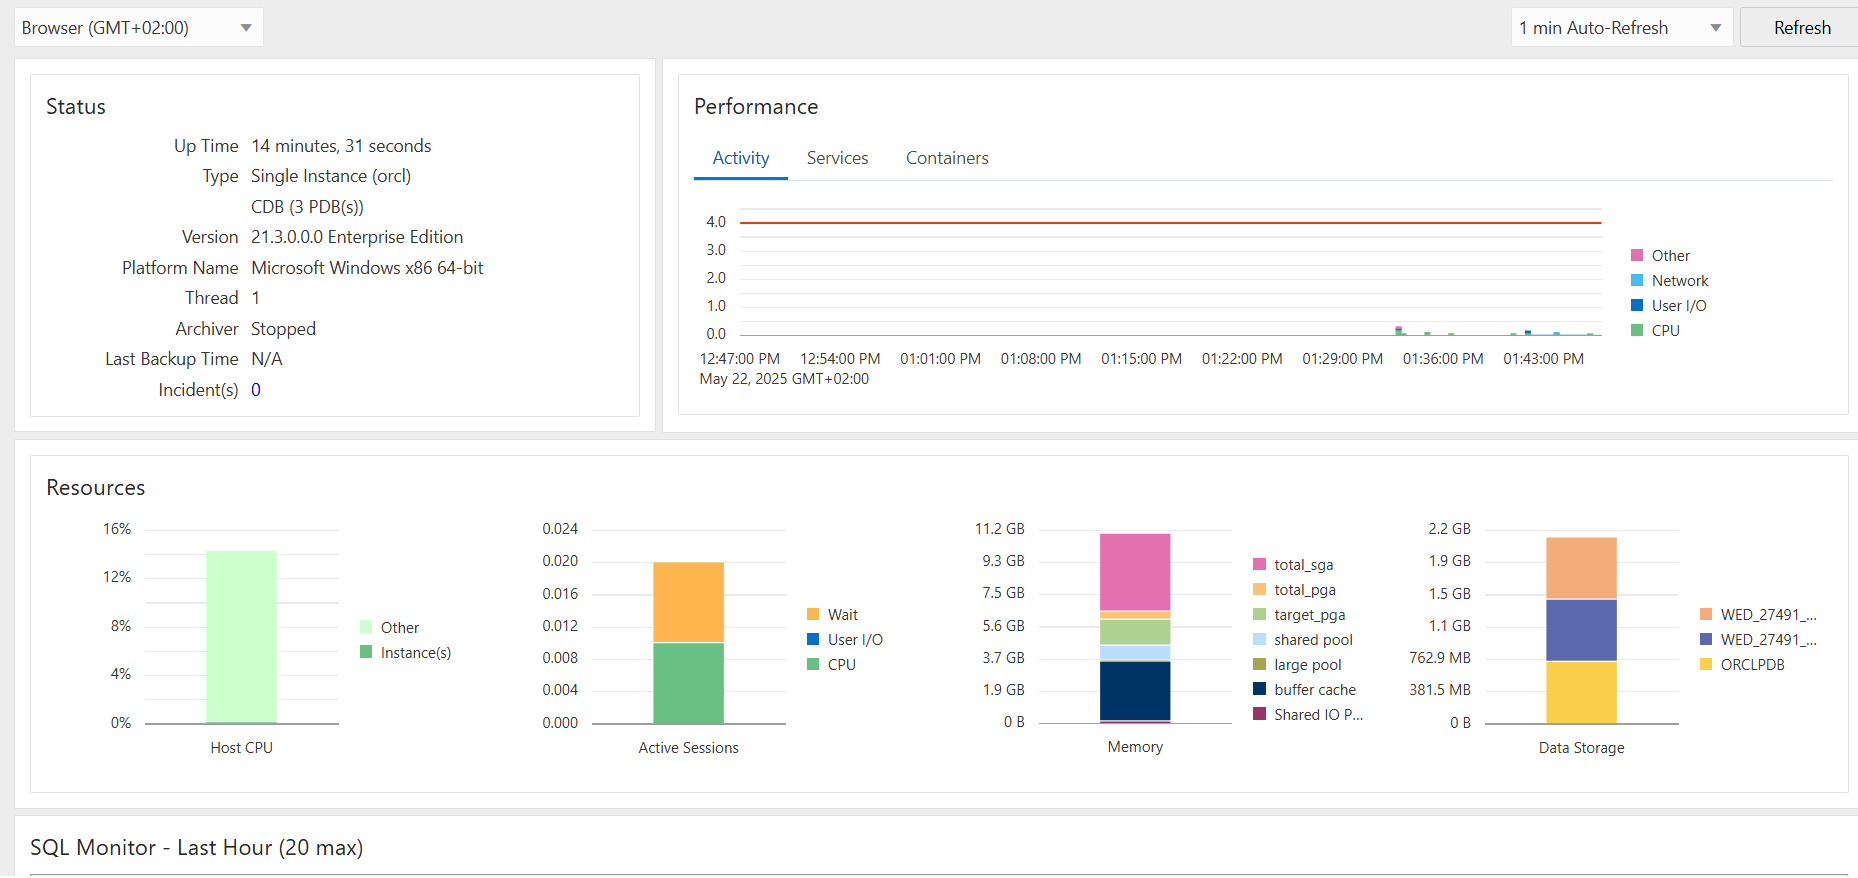 Browser (GMT+02:00)
1 min Auto-Refresh
Refresh
Status
Up Time 14 minutes, 31 seconds
Type Single Instance (orcl)
CDB (3 PDB(s))
Version 21.3.0.0.0 Enterprise Edition
Platform Name Microsoft Windows x86 64-bit
Thread 1
Archiver Stopped
Last Backup Time N/A
Incident(s) 0
Performance
Activity Services Containers
4.0
3.0
2.0
1.0
0.0
12:47:00 PM 12:54:00 PM 01:01:00 PM 01:08:00 PM 01:15:00 PM 01:22:00 PM 01:29:00 PM 01:36:00 PM 01:43:00 PM
May 22, 2025 GMT+02:00
Other
Network
User I/O
CPU
Resources
16%
12%
8%
4%
0%
Host CPU
Other
Instance(s)
0.024
0.020
0.016
0.012
0.008
0.004
0.000
Active Sessions
Wait
User I/O
CPU
11.2 GB
9.3 GB
7.5 GB
5.6 GB
3.7 GB
1.9 GB
0 B
Memory
total_sga
total_pga
target_pga
shared pool
large pool
buffer cache
Shared IO P...
2.2 GB
1.9 GB
1.5 GB
1.1 GB
762.9 MB
381.5 MB
0 B
Data Storage
WED_27491_...
WED_27491_...
ORCLPDB
SQL Monitor - Last Hour (20 max)